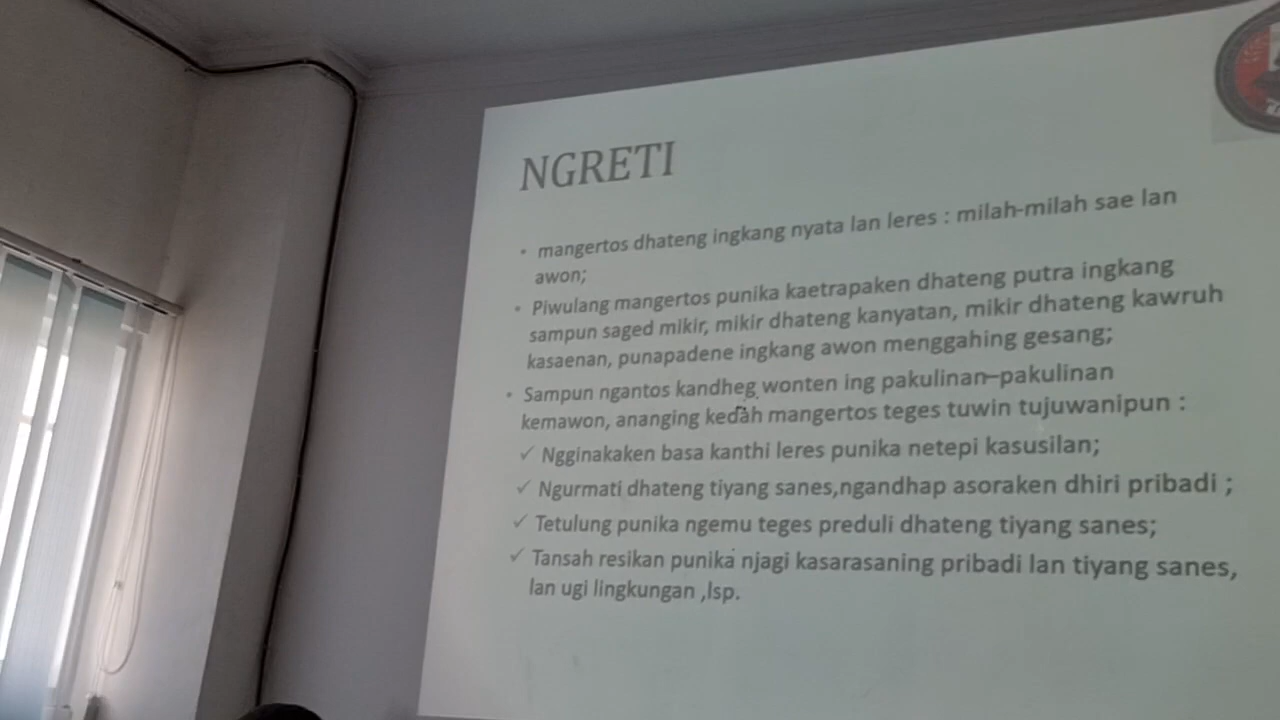 NGRETI
• mangertos dhateng ingkang nyata lan leres : milah-milah sae lan
awon;
• Piwulang mangertos punika kaetrapaken dhateng putra ingkang
sampun saged mikir, mikir dhateng kanyatan, mikir dhateng kawruh
kasaenan, punapadene ingkang awon menggahing gesang;
• Sampun ngantos kandheg wonten ing pakulinan–pakulinan
kemawon, ananging kedah mangertos teges tuwin tujuwanipun :
✓ Ngginakaken basa kanthi leres punika netepi kasusilan;
✓ Ngurmati dhateng tiyang sanes,ngandhap asoraken dhiri pribadi ;
✓ Tetulung punika ngemu teges preduli dhateng tiyang sanes;
✓ Tansah resikan punika njagi kasarasaning pribadi lan tiyang sanes,
lan ugi lingkungan ,lsp.